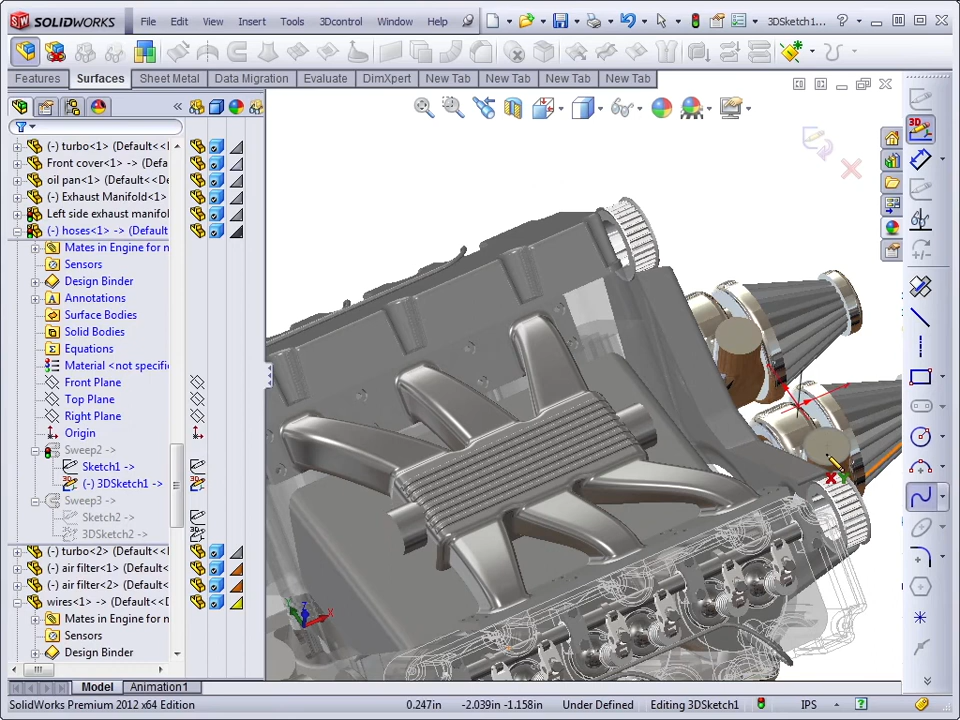 SOLIDWORKS File Edit View Insert Tools 3Dcontrol Window Help 3DSketch1...
Features Surfaces Sheet Metal Data Migration Evaluate DimXpert New Tab New Tab New Tab New Tab
(-) turbo<1> (Default<<De
Front cover<1> -> (Defa
oil pan<1> (Default<<De
(-) Exhaust Manifold<1>
Left side exhaust manifol
(-) hoses<1> -> (Default
Mates in Engine for n
Sensors
Design Binder
Annotations
Surface Bodies
Solid Bodies
Equations
Material <not specifi
Front Plane
Top Plane
Right Plane
Origin
Sweep2 ->
Sketch1 ->
(-) 3DSketch1 ->
Sweep3 ->
Sketch2 ->
3DSketch2 ->
(-) turbo<2> (Default<<De
(-) air filter<1> (Default<
(-) air filter<2> (Default<
wires<1> -> (Default<<D
Mates in Engine for n
Sensors
Design Binder
3D
X Y
Z X
Model Animation1
SolidWorks Premium 2012 x64 Edition 0.247in -2.039in -1.158in Under Defined Editing 3DSketch1 IPS